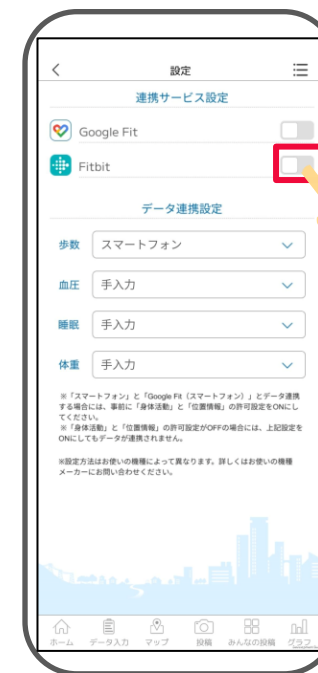 設定
連携サービス設定
Google Fit
Fitbit
データ連携設定
歩数 スマートフォン
血圧 手入力
睡眠 手入力
体重 手入力
※「スマートフォン」と「Google Fit（スマートフォン）」とデータ連携
する場合には、事前に「身体活動」と「位置情報」の許可設定をONにし
てください。
※「身体活動」と「位置情報」の許可設定がOFFの場合には、上記設定を
ONにしてもデータが連携されません。
※設定方法はお使いの機種によって異なります。詳しくはお使いの機種
メーカーにお問い合わせください。
ホーム データ入力 マップ 投稿 みんなの投稿 グラフ